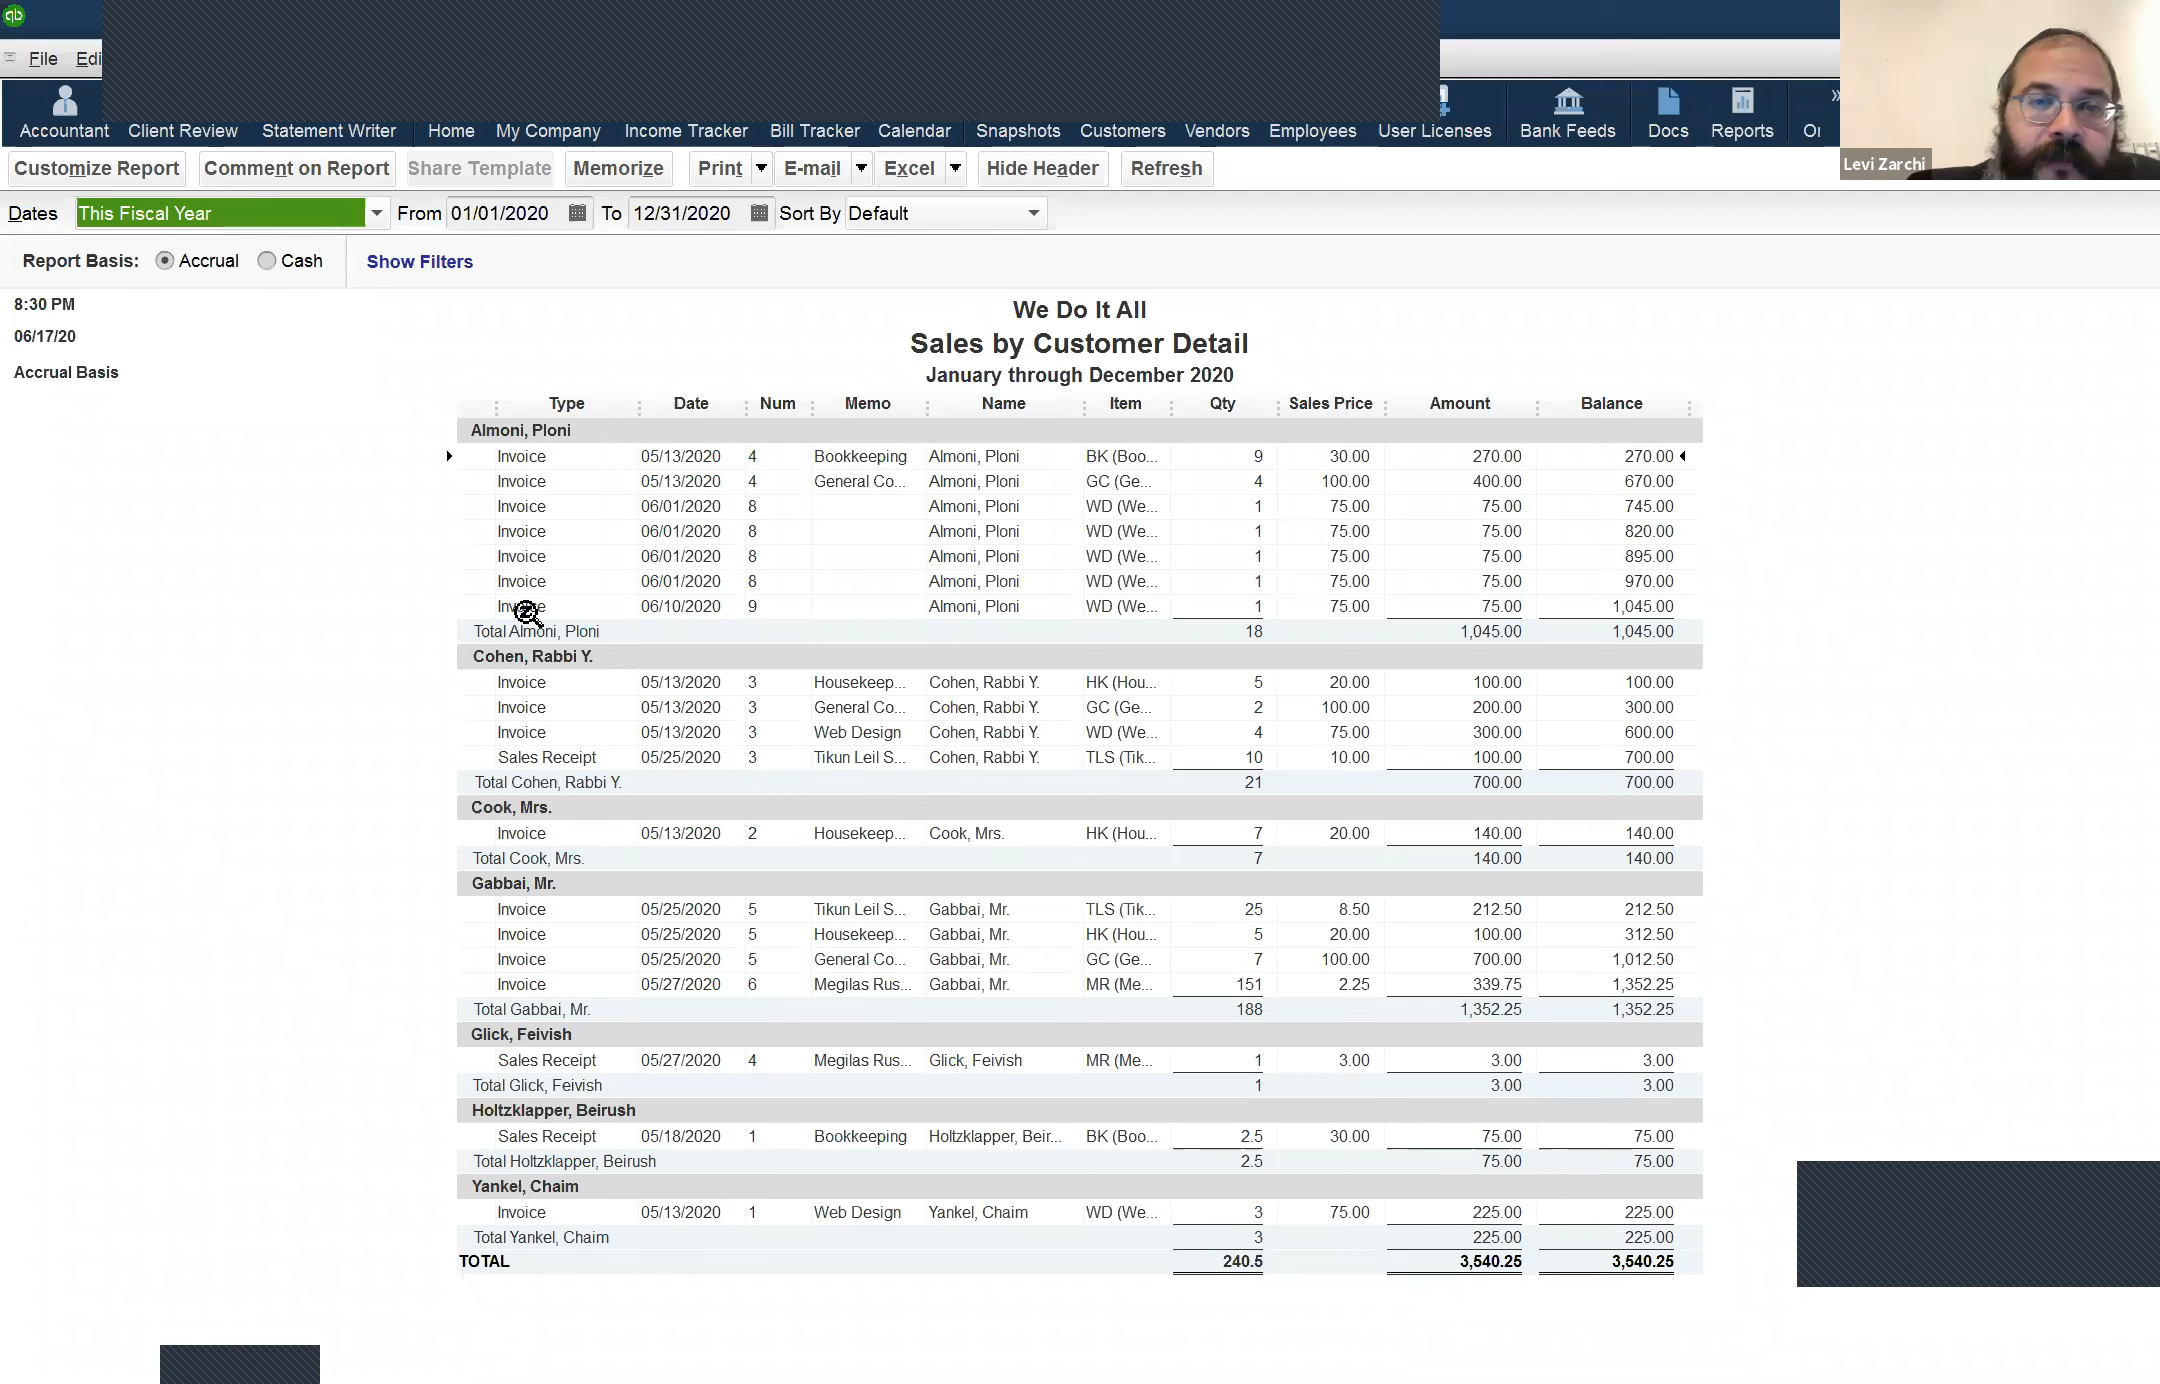 qb
File Edi
Accountant Client Review Statement Writer Home My Company Income Tracker Bill Tracker Calendar Snapshots Customers Vendors Employees User Licenses Bank Feeds Docs Reports
Levi Zarchi
Customize Report Comment on Report Share Template Memorize Print E-mail Excel Hide Header Refresh
Dates This Fiscal Year From 01/01/2020 To 12/31/2020 Sort By Default
Report Basis: Accrual Cash Show Filters
8:30 PM
06/17/20
Accrual Basis
We Do It All
Sales by Customer Detail
January through December 2020
Type Date Num Memo Name Item Qty Sales Price Amount Balance
Almoni, Ploni
Invoice 05/13/2020 4 Bookkeeping Almoni, Ploni BK (Boo... 9 30.00 270.00 270.00
Invoice 05/13/2020 4 General Co... Almoni, Ploni GC (Ge... 4 100.00 400.00 670.00
Invoice 06/01/2020 8 Almoni, Ploni WD (We... 1 75.00 75.00 745.00
Invoice 06/01/2020 8 Almoni, Ploni WD (We... 1 75.00 75.00 820.00
Invoice 06/01/2020 8 Almoni, Ploni WD (We... 1 75.00 75.00 895.00
Invoice 06/01/2020 8 Almoni, Ploni WD (We... 1 75.00 75.00 970.00
Invoice 06/10/2020 9 Almoni, Ploni WD (We... 1 75.00 75.00 1,045.00
Total Almoni, Ploni 18 1,045.00 1,045.00
Cohen, Rabbi Y.
Invoice 05/13/2020 3 Housekeep... Cohen, Rabbi Y. HK (Hou... 5 20.00 100.00 100.00
Invoice 05/13/2020 3 General Co... Cohen, Rabbi Y. GC (Ge... 2 100.00 200.00 300.00
Invoice 05/13/2020 3 Web Design Cohen, Rabbi Y. WD (We... 4 75.00 300.00 600.00
Sales Receipt 05/25/2020 3 Tikun Leil S... Cohen, Rabbi Y. TLS (Tik... 10 10.00 100.00 700.00
Total Cohen, Rabbi Y. 21 700.00 700.00
Cook, Mrs.
Invoice 05/13/2020 2 Housekeep... Cook, Mrs. HK (Hou... 7 20.00 140.00 140.00
Total Cook, Mrs. 7 140.00 140.00
Gabbai, Mr.
Invoice 05/25/2020 5 Tikun Leil S... Gabbai, Mr. TLS (Tik... 25 8.50 212.50 212.50
Invoice 05/25/2020 5 Housekeep... Gabbai, Mr. HK (Hou... 5 20.00 100.00 312.50
Invoice 05/25/2020 5 General Co... Gabbai, Mr. GC (Ge... 7 100.00 700.00 1,012.50
Invoice 05/27/2020 6 Megilas Rus... Gabbai, Mr. MR (Me... 151 2.25 339.75 1,352.25
Total Gabbai, Mr. 188 1,352.25 1,352.25
Glick, Feivish
Sales Receipt 05/27/2020 4 Megilas Rus... Glick, Feivish MR (Me... 1 3.00 3.00 3.00
Total Glick, Feivish 1 3.00 3.00
Holtzklapper, Beirush
Sales Receipt 05/18/2020 1 Bookkeeping Holtzklapper, Beir... BK (Boo... 2.5 30.00 75.00 75.00
Total Holtzklapper, Beirush 2.5 75.00 75.00
Yankel, Chaim
Invoice 05/13/2020 1 Web Design Yankel, Chaim WD (We... 3 75.00 225.00 225.00
Total Yankel, Chaim 3 225.00 225.00
TOTAL 240.5 3,540.25 3,540.25